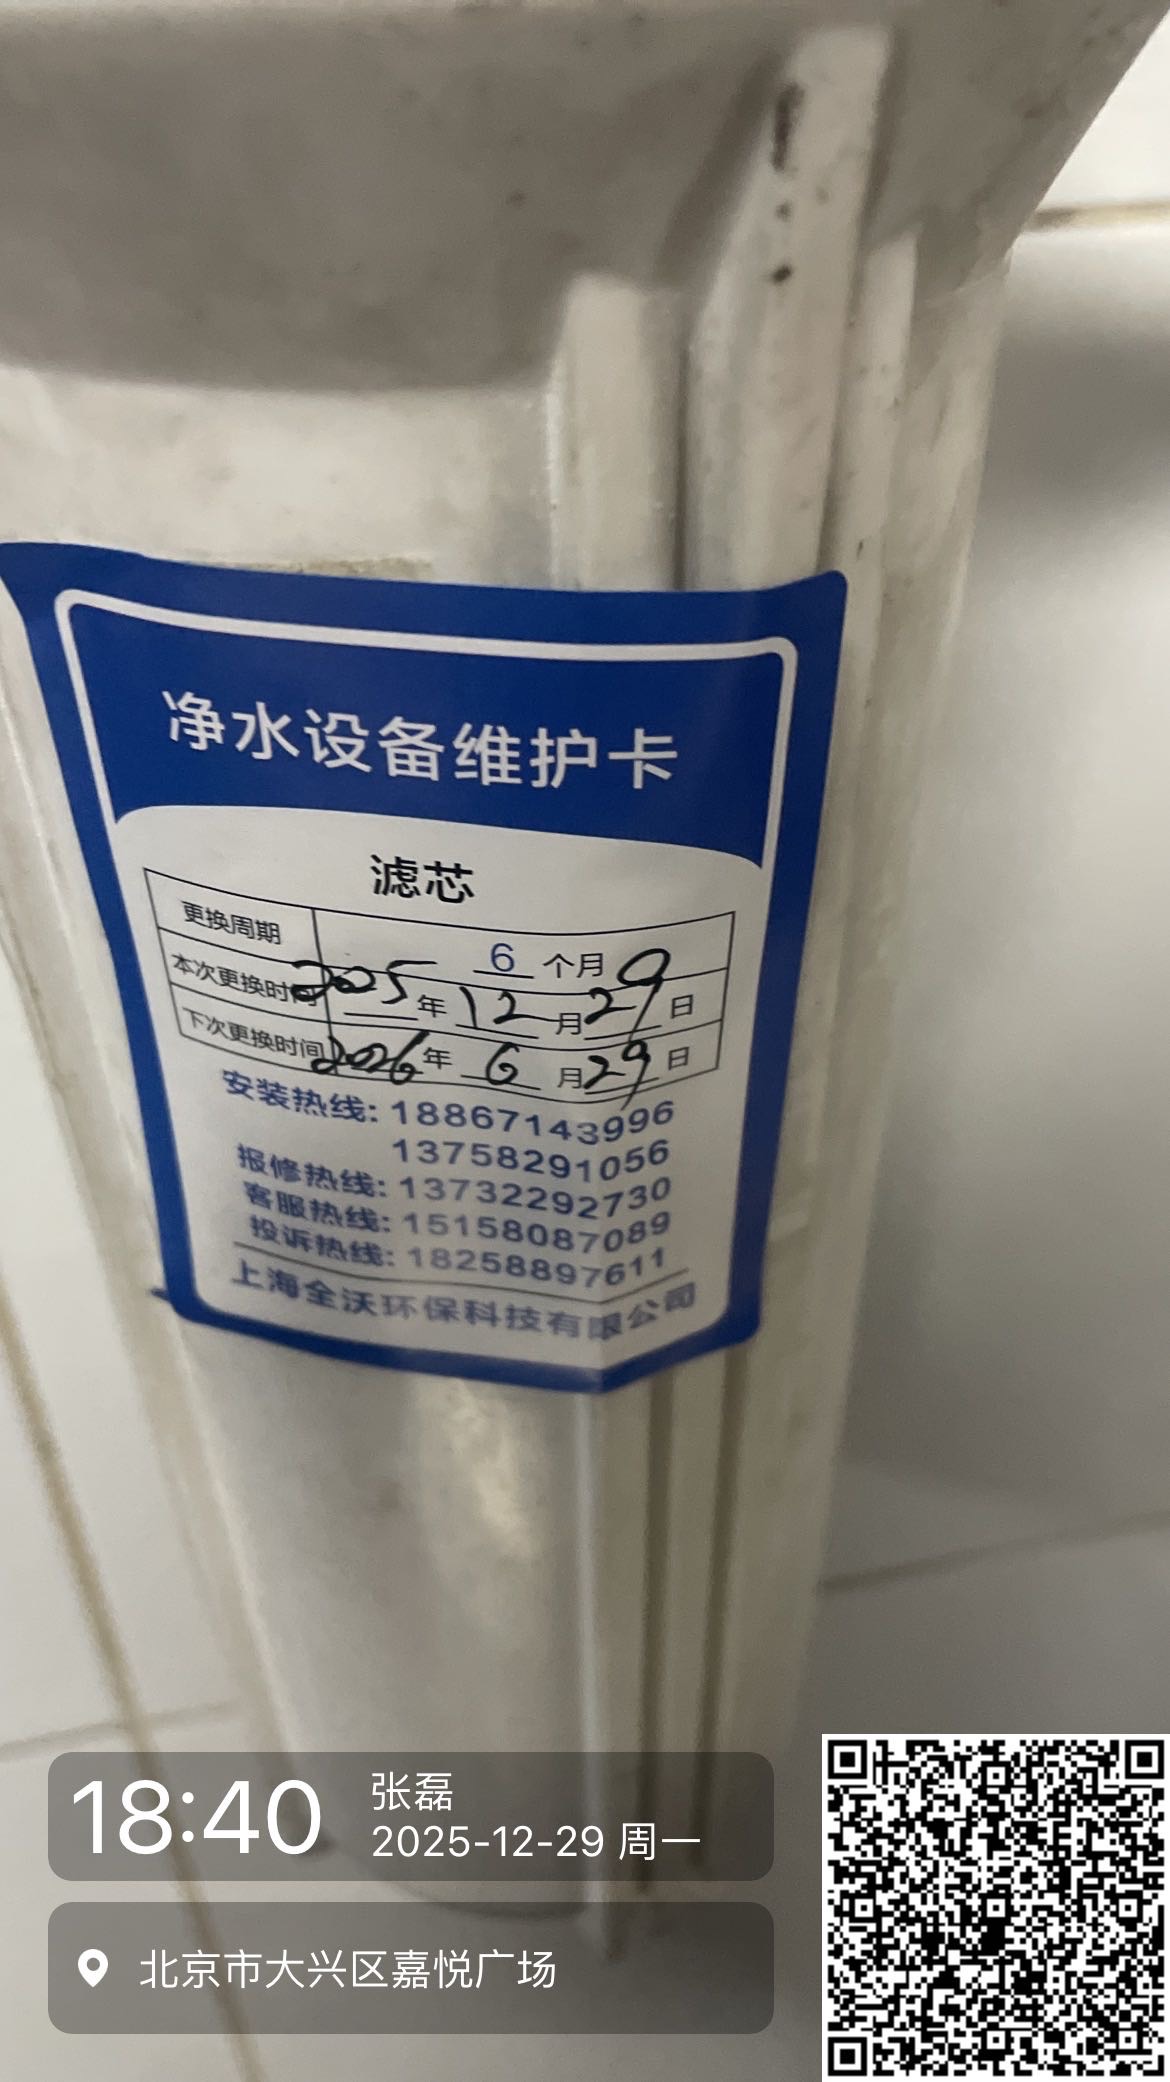 净水设备维护卡
滤芯
更换周期 6 个月
本次更换时间 2025 年 12 月 29 日
下次更换时间 2026 年 6 月 29 日
安装热线: 18867143996
13758291056
报修热线: 13732292730
客服热线: 15158087089
投诉热线: 18258897611
上海全沃环保科技有限公司
18:40
张磊
2025-12-29 周一
北京市大兴区嘉悦广场